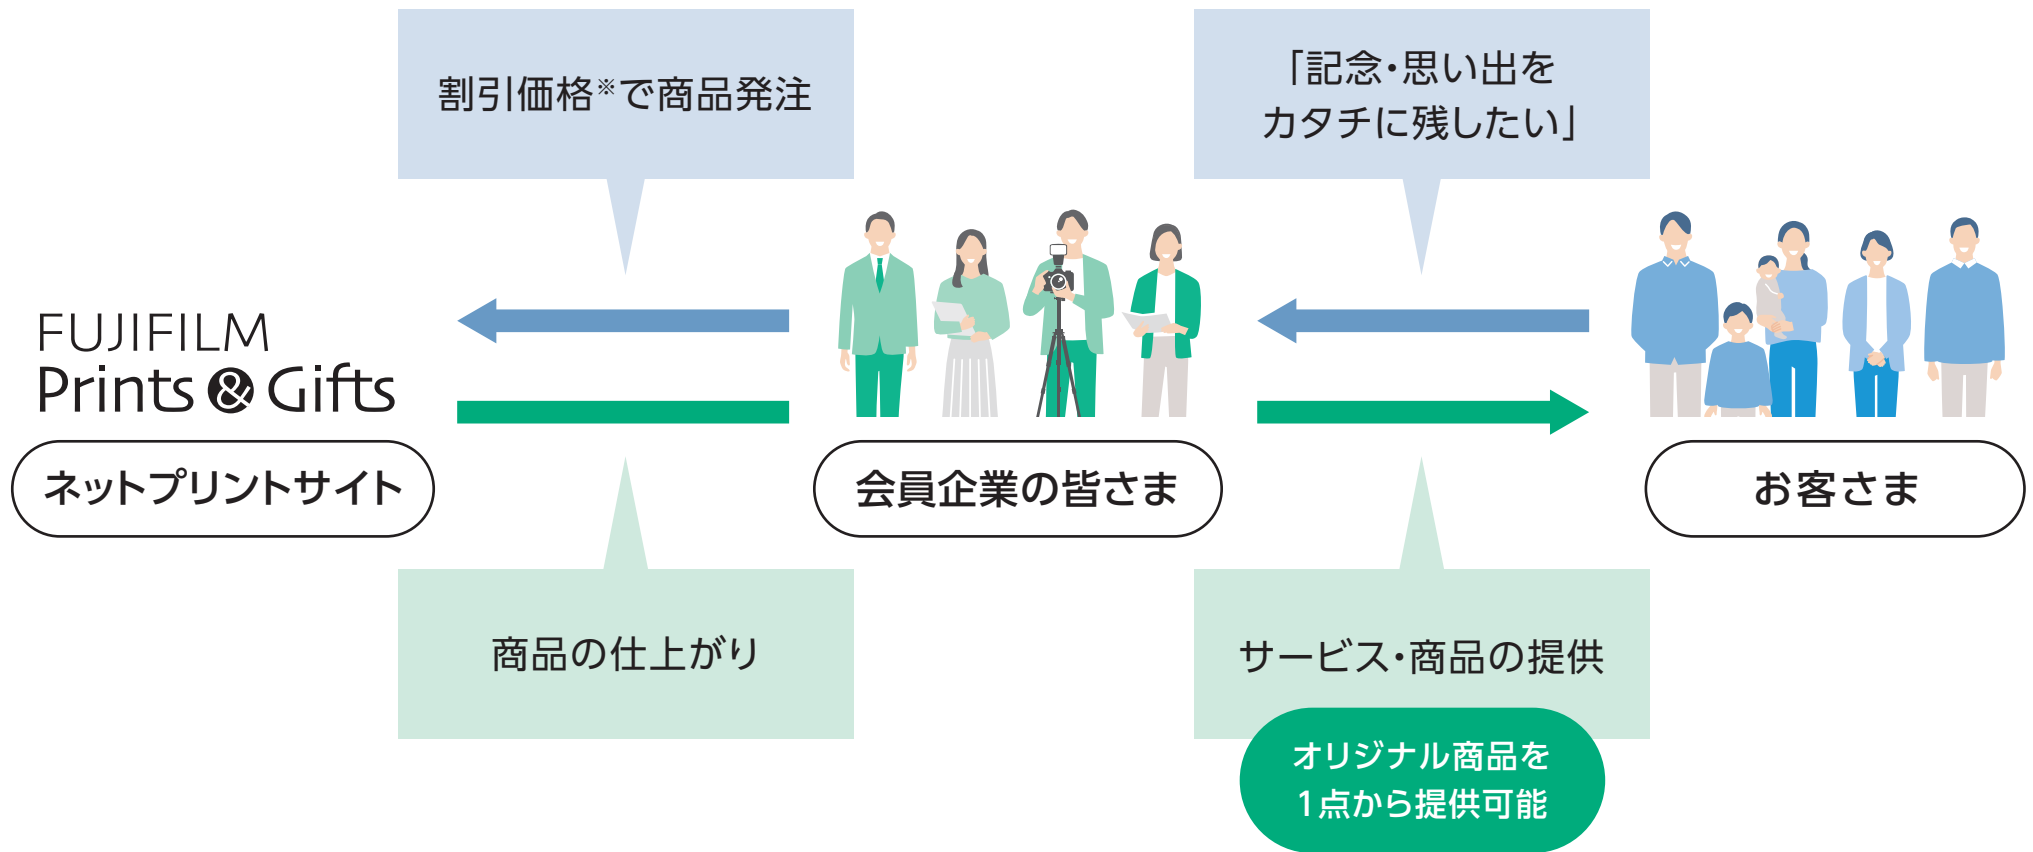 割引価格※で商品発注
「記念・思い出を
カタチに残したい」
FUJIFILM
Prints & Gifts
ネットプリントサイト
会員企業の皆さま
お客さま
商品の仕上がり
サービス・商品の提供
オリジナル商品を
1点から提供可能